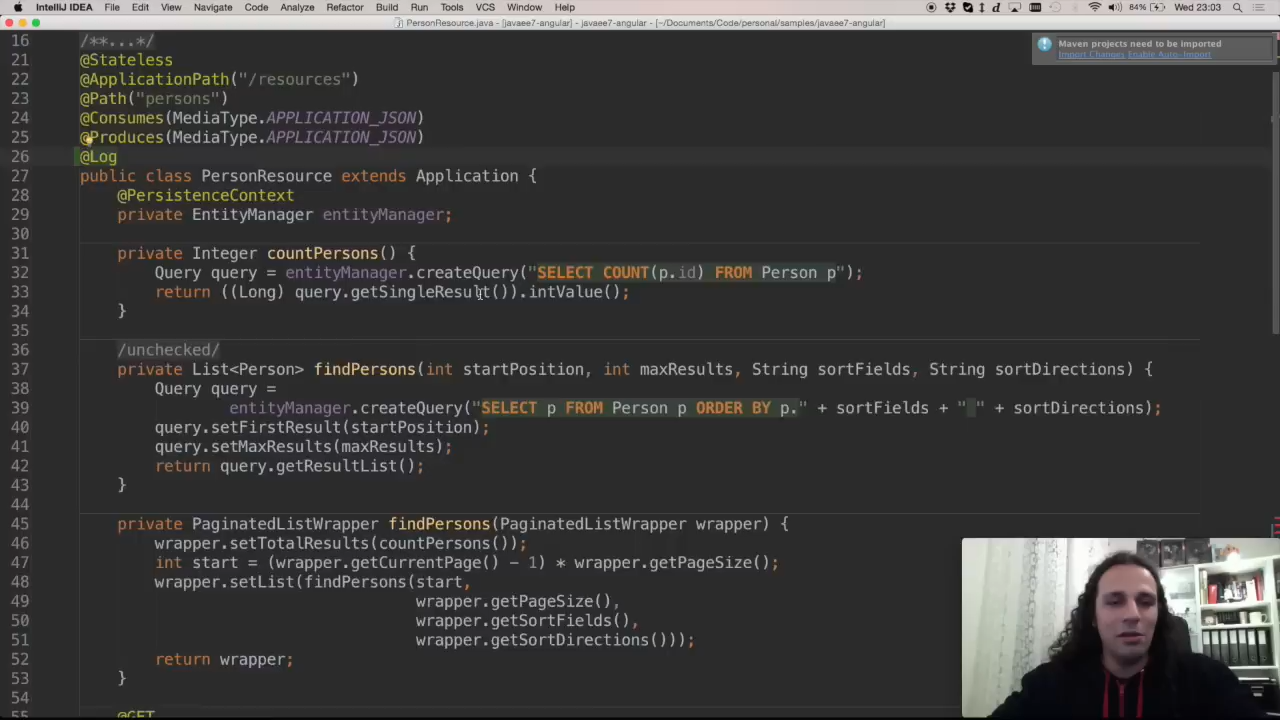 IntelliJ IDEA File Edit View Navigate Code Analyze Refactor Build Run Tools VCS Window Help 84% Wed 23:03
PersonResource.java - [javaee7-angular] - javaee7-angular - [~/Documents/Code/personal/samples/javaee7-angular]
Maven projects need to be imported
Import Changes Enable Auto-Import
16 /**...*/
21 @Stateless
22 @ApplicationPath("/resources")
23 @Path("persons")
24 @Consumes(MediaType.APPLICATION_JSON)
25 @Produces(MediaType.APPLICATION_JSON)
26 @Log
27 public class PersonResource extends Application {
28 @PersistenceContext
29 private EntityManager entityManager;
30
31 private Integer countPersons() {
32 Query query = entityManager.createQuery("SELECT COUNT(p.id) FROM Person p");
33 return ((Long) query.getSingleResult()).intValue();
34 }
35
36 /unchecked/
37 private List<Person> findPersons(int startPosition, int maxResults, String sortFields, String sortDirections) {
38 Query query =
39 entityManager.createQuery("SELECT p FROM Person p ORDER BY p." + sortFields + " " + sortDirections);
40 query.setFirstResult(startPosition);
41 query.setMaxResults(maxResults);
42 return query.getResultList();
43 }
44
45 private PaginatedListWrapper findPersons(PaginatedListWrapper wrapper) {
46 wrapper.setTotalResults(countPersons());
47 int start = (wrapper.getCurrentPage() - 1) * wrapper.getPageSize();
48 wrapper.setList(findPersons(start,
49 wrapper.getPageSize(),
50 wrapper.getSortFields(),
51 wrapper.getSortDirections()));
52 return wrapper;
53 }
54
55 @GET